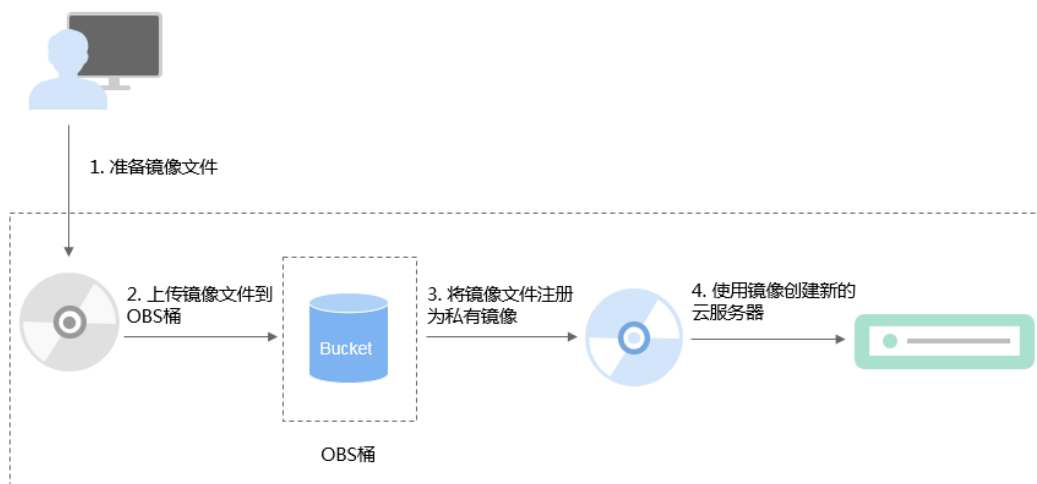 1. 准备镜像文件
2. 上传镜像文件到
OBS桶
Bucket
OBS桶
3. 将镜像文件注册
为私有镜像
4. 使用镜像创建新的
云服务器